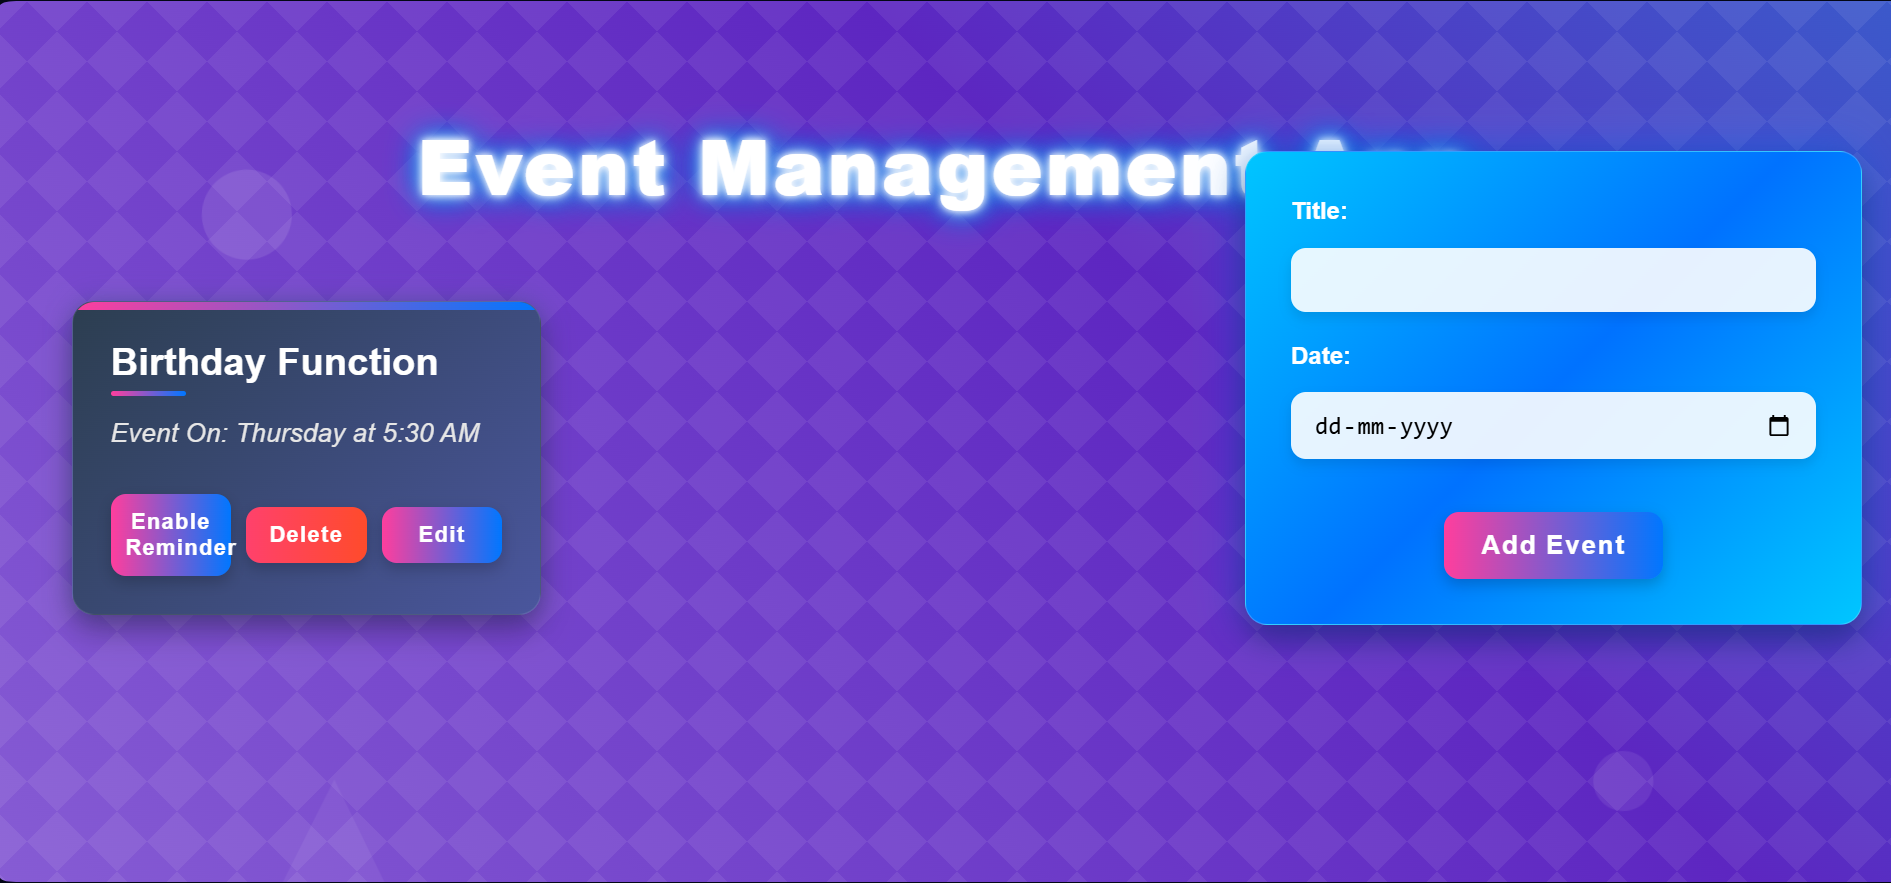 Event Management
Title:
Date:
dd-mm-yyyy
Add Event
Birthday Function
Event On: Thursday at 5:30 AM
Enable
Reminder
Delete
Edit